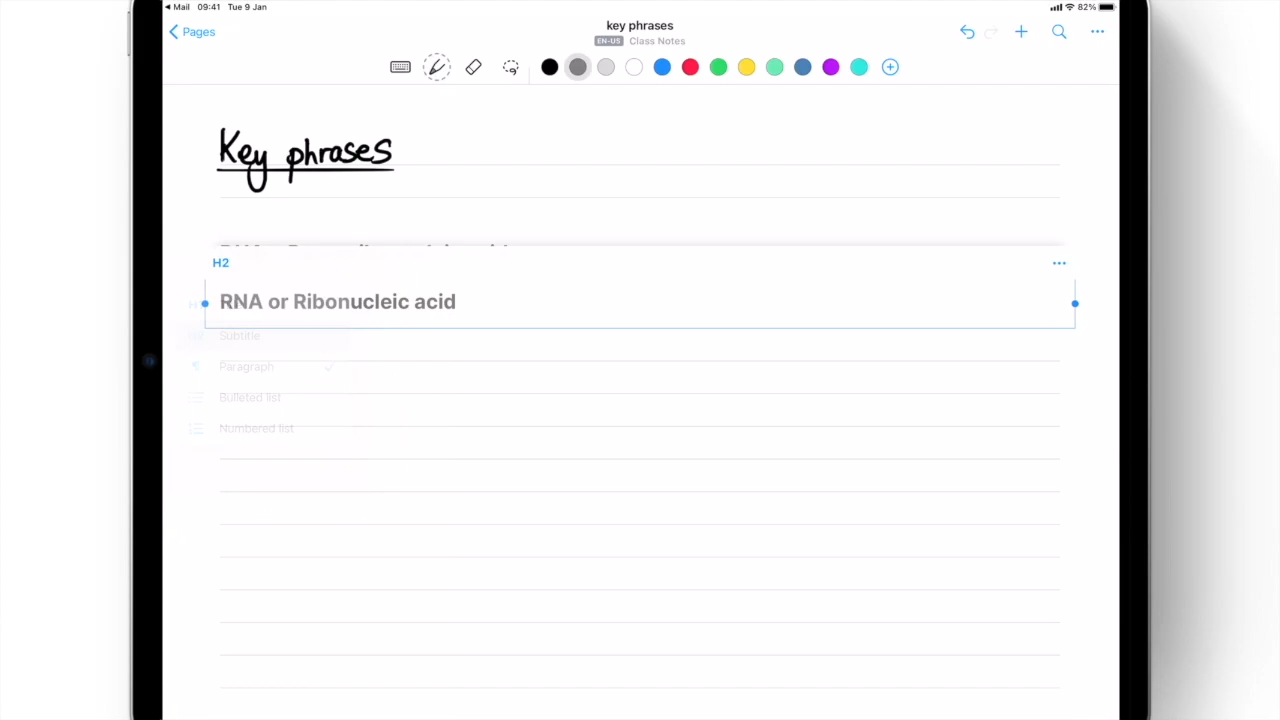 Mail 09:41 Tue 9 Jan 82%
Pages
key phrases
EN-US Class Notes
Key phrases
H2
RNA or Ribonucleic acid
Subtitle
Paragraph
Bulleted list
Numbered list